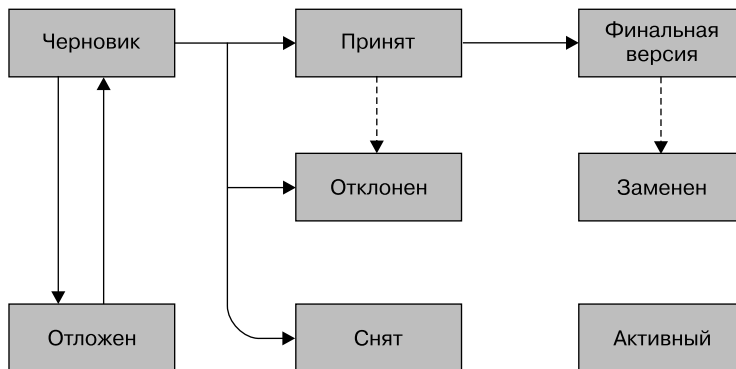 Черновик
Принят
Финальная
версия
Отклонен
Заменен
Отложен
Снят
Активный